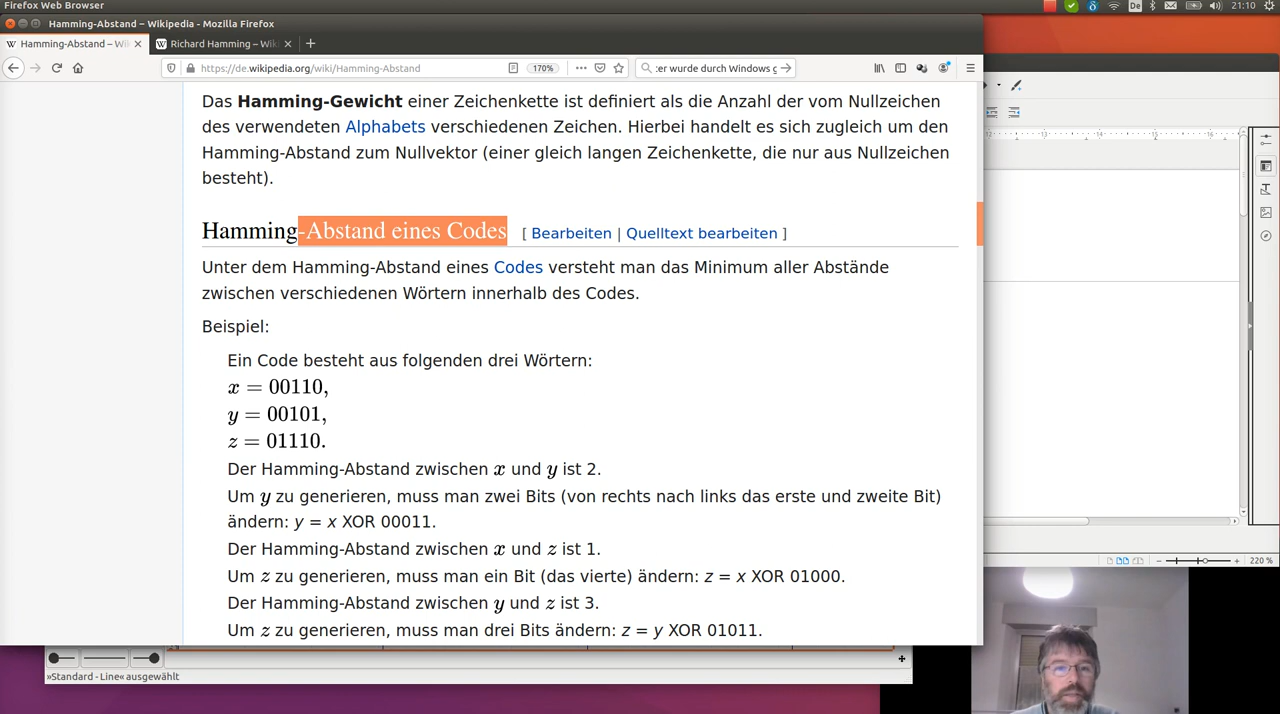 Firefox Web Browser
De
21:10
Hamming-Abstand – Wikipedia - Mozilla Firefox
Hamming-Abstand – Wi
Richard Hamming – Wik
https://de.wikipedia.org/wiki/Hamming-Abstand
170%
er wurde durch Windows g
Das Hamming-Gewicht einer Zeichenkette ist definiert als die Anzahl der vom Nullzeichen
des verwendeten Alphabets verschiedenen Zeichen. Hierbei handelt es sich zugleich um den
Hamming-Abstand zum Nullvektor (einer gleich langen Zeichenkette, die nur aus Nullzeichen
besteht).
Hamming-Abstand eines Codes [ Bearbeiten | Quelltext bearbeiten ]
Unter dem Hamming-Abstand eines Codes versteht man das Minimum aller Abstände
zwischen verschiedenen Wörtern innerhalb des Codes.
Beispiel:
Ein Code besteht aus folgenden drei Wörtern:
x = 00110,
y = 00101,
z = 01110.
Der Hamming-Abstand zwischen x und y ist 2.
Um y zu generieren, muss man zwei Bits (von rechts nach links das erste und zweite Bit)
ändern: y = x XOR 00011.
Der Hamming-Abstand zwischen x und z ist 1.
Um z zu generieren, muss man ein Bit (das vierte) ändern: z = x XOR 01000.
Der Hamming-Abstand zwischen y und z ist 3.
Um z zu generieren, muss man drei Bits ändern: z = y XOR 01011.
220 %
»Standard - Line« ausgewählt